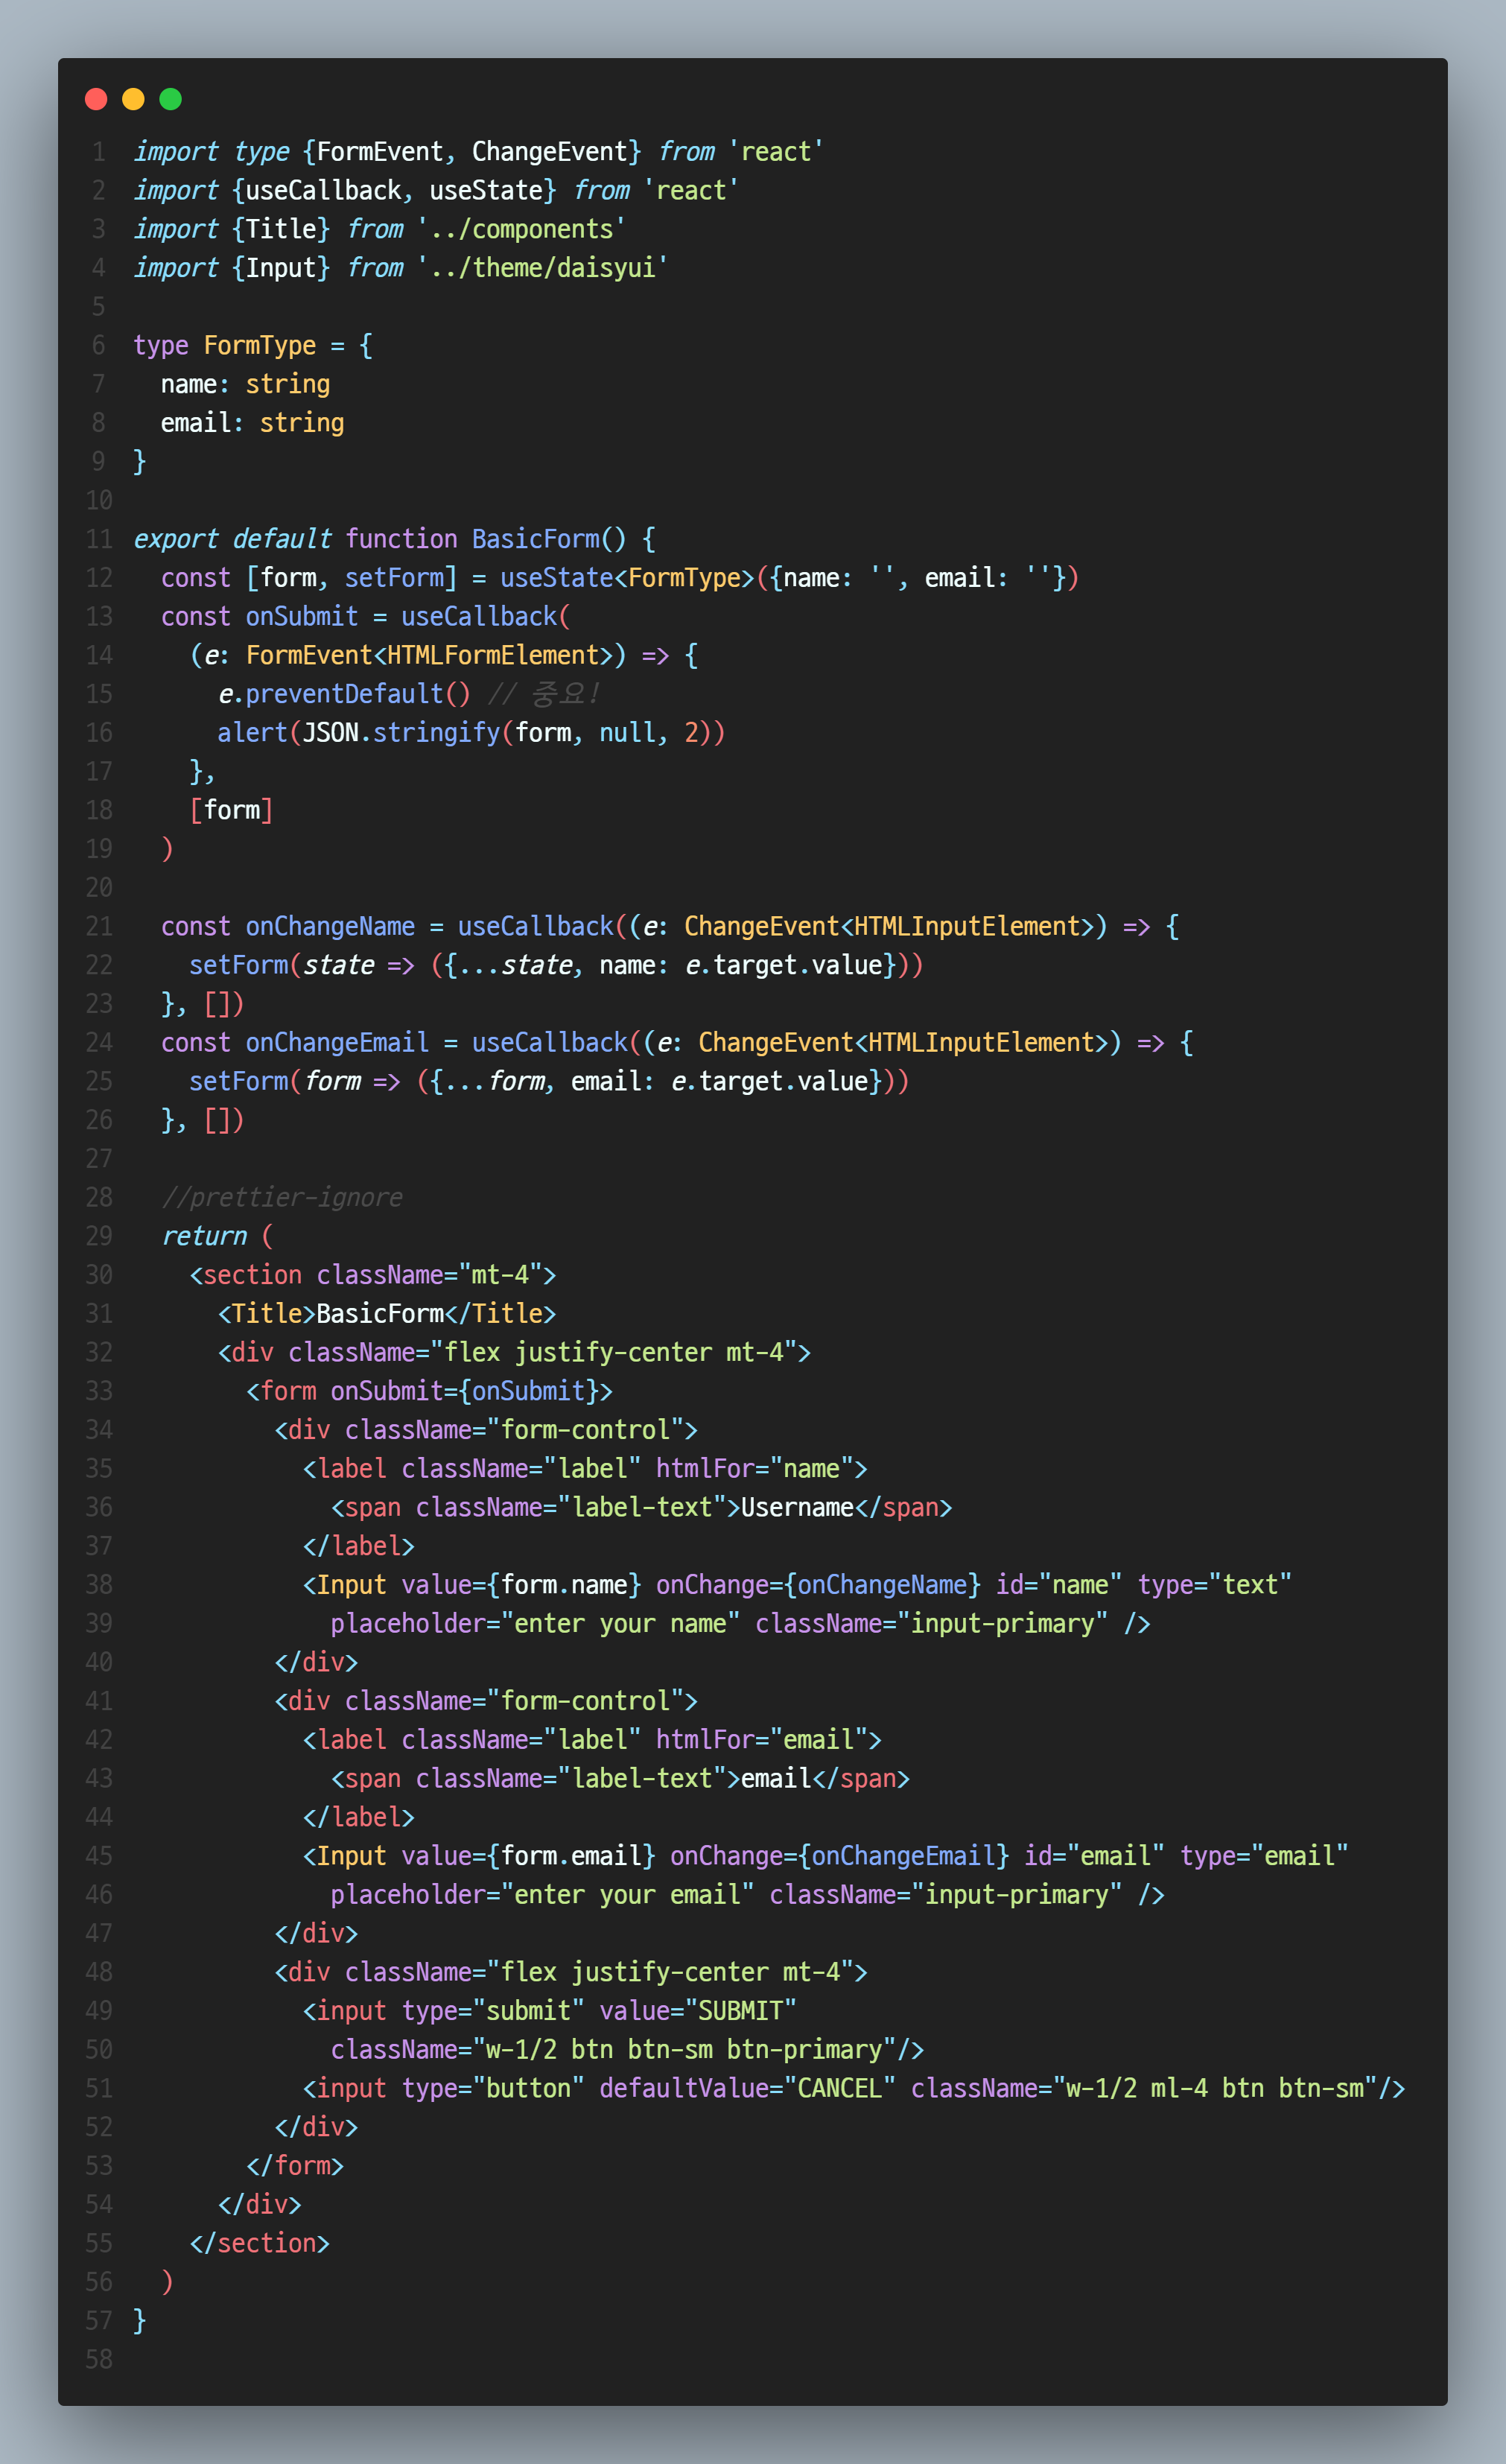 1 import type {FormEvent, ChangeEvent} from 'react'
2 import {useCallback, useState} from 'react'
3 import {Title} from '../components'
4 import {Input} from '../theme/daisyui'
5
6 type FormType = {
7   name: string
8   email: string
9 }
10
11 export default function BasicForm() {
12   const [form, setForm] = useState<FormType>({name: '', email: ''})
13   const onSubmit = useCallback(
14     (e: FormEvent<HTMLFormElement>) => {
15       e.preventDefault() // 중요!
16       alert(JSON.stringify(form, null, 2))
17     },
18     [form]
19   )
20
21   const onChangeName = useCallback((e: ChangeEvent<HTMLInputElement>) => {
22     setForm(state => ({...state, name: e.target.value}))
23   }, [])
24   const onChangeEmail = useCallback((e: ChangeEvent<HTMLInputElement>) => {
25     setForm(form => ({...form, email: e.target.value}))
26   }, [])
27
28   //prettier-ignore
29   return (
30     <section className="mt-4">
31       <Title>BasicForm</Title>
32       <div className="flex justify-center mt-4">
33         <form onSubmit={onSubmit}>
34           <div className="form-control">
35             <label className="label" htmlFor="name">
36               <span className="label-text">Username</span>
37             </label>
38             <Input value={form.name} onChange={onChangeName} id="name" type="text"
39               placeholder="enter your name" className="input-primary" />
40           </div>
41           <div className="form-control">
42             <label className="label" htmlFor="email">
43               <span className="label-text">email</span>
44             </label>
45             <Input value={form.email} onChange={onChangeEmail} id="email" type="email"
46               placeholder="enter your email" className="input-primary" />
47           </div>
48           <div className="flex justify-center mt-4">
49             <input type="submit" value="SUBMIT"
50               className="w-1/2 btn btn-sm btn-primary"/>
51             <input type="button" defaultValue="CANCEL" className="w-1/2 ml-4 btn btn-sm"/>
52           </div>
53         </form>
54       </div>
55     </section>
56   )
57 }
58